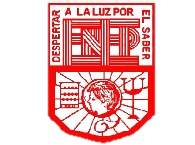 DESPERTAR
A LA LUZ POR
EL SABER
ENP